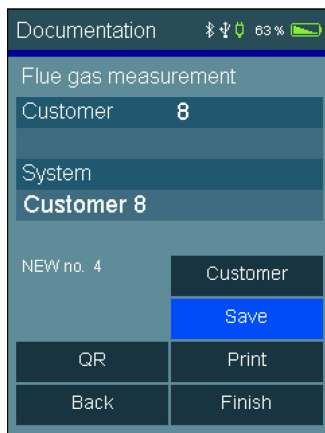 Documentation 63 %
Flue gas measurement
Customer 8
System
Customer 8
NEW no. 4
Customer
Save
QR Print
Back Finish